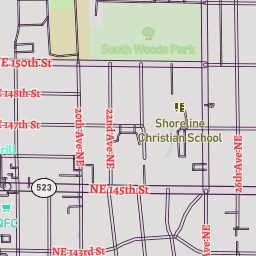 South Woods Park
NE 150th St
NE 148th St
Shoreline
Christian School
NE 147th St
20th Ave NE
22nd Ave NE
25th Ave NE
523
NE 145th St
QFC
Ave NE
NE 143rd St